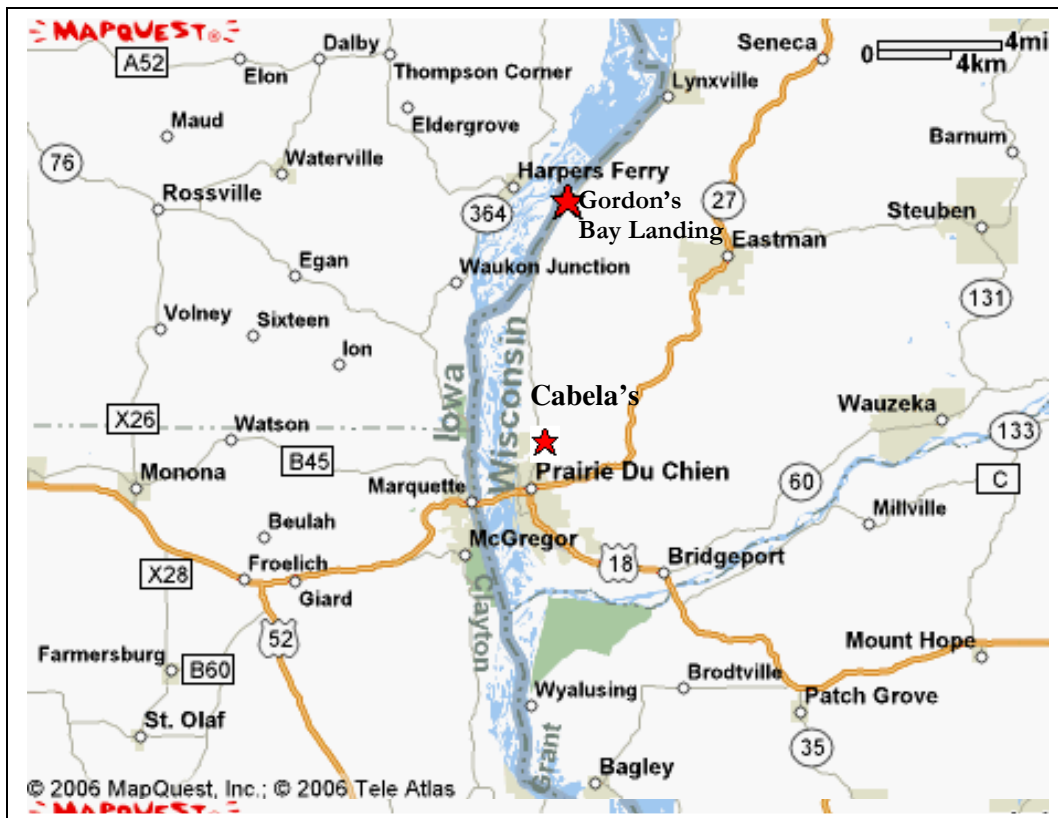 MAPQUEST®
Seneca
0 4mi
4km
A52
Dalby
Elon
Thompson Corner
Lynxville
Eldergrove
Maud
Barnum
76
Waterville
Harpers Ferry
Rossville
364
Gordon's
Bay Landing
27
Steuben
Eastman
Egan
Waukon Junction
131
Volney
Sixteen
Ion
Iowa
Wisconsin
Cabela's
Wauzeka
X26
Watson
133
B45
Prairie Du Chien
Monona
Marquette
60
C
Millville
Beulah
McGregor
18
Bridgeport
X28
Froelich
Giard
Clayton
52
Mount Hope
Farmersburg
B60
Brodtville
Wyalusing
Patch Grove
St. Olaf
Grant
35
Bagley
© 2006 MapQuest, Inc.; © 2006 Tele Atlas
MAPQUEST
MAPQUEST